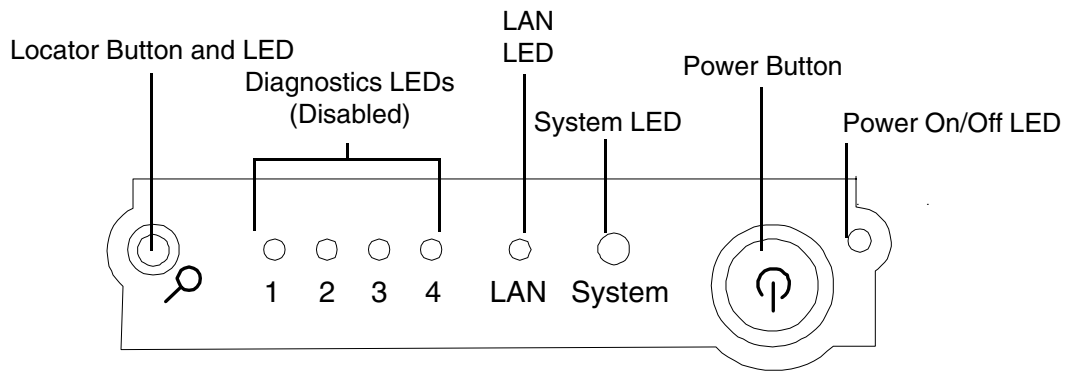 LAN
LED
Locator Button and LED
Diagnostics LEDs
(Disabled)
Power Button
System LED
Power On/Off LED
1 2 3 4 LAN System